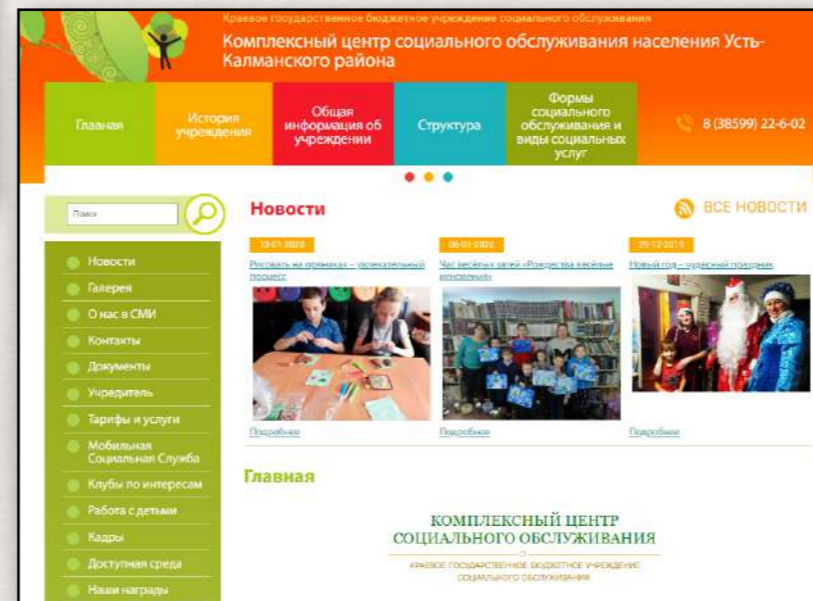 Краевое государственное бюджетное учреждение социального обслуживания
Комплексный центр социального обслуживания населения Усть-
Калманского района
Главная
История
учреждения
Общая
информация об
учреждении
Структура
Формы
социального
обслуживания и
виды социальных
услуг
8 (38599) 22-6-02
Поиск
Новости
ВСЕ НОВОСТИ
13-01-2020
Рисовать на пряниках – увлекательный
процесс
Подробнее
06-01-2020
Час весёлых затей «Рождества весёлые
мгновения»
Подробнее
29-12-2019
Новый год – чудесный праздник
Подробнее
Новости
Галерея
О нас в СМИ
Контакты
Документы
Учредитель
Тарифы и услуги
Мобильная
Социальная Служба
Клубы по интересам
Работа с детьми
Кадры
Доступная среда
Наши награды
Главная
КОМПЛЕКСНЫЙ ЦЕНТР
СОЦИАЛЬНОГО ОБСЛУЖИВАНИЯ
КРАЕВОЕ ГОСУДАРСТВЕННОЕ БЮДЖЕТНОЕ УЧРЕЖДЕНИЕ
СОЦИАЛЬНОГО ОБСЛУЖИВАНИЯ